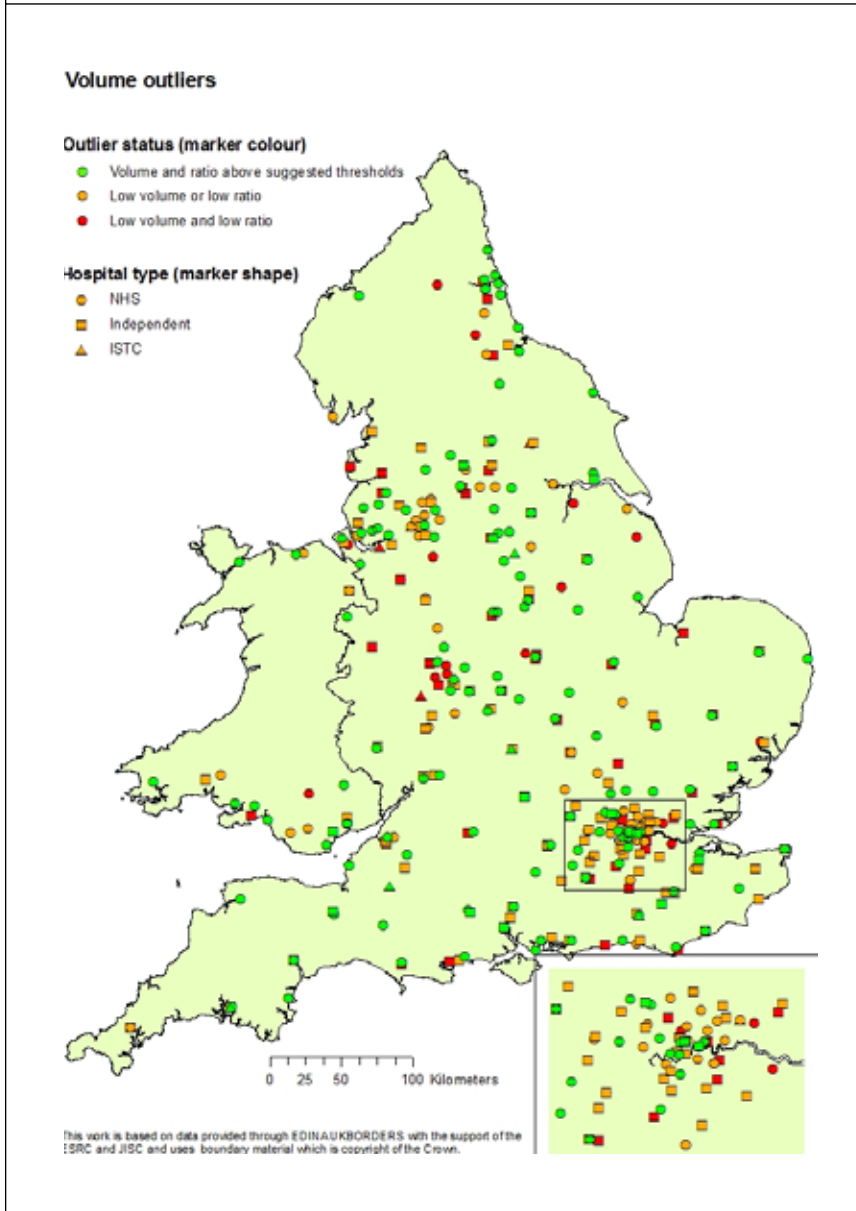 Volume outliers
Outlier status (marker colour)
Volume and ratio above suggested thresholds
Low volume or low ratio
Low volume and low ratio
Hospital type (marker shape)
NHS
Independent
ISTC
0 25 50 100 Kilometers
This work is based on data provided through EDINAUKBORDERS with the support of the
ESRC and JISC and uses boundary material which is copyright of the Crown.